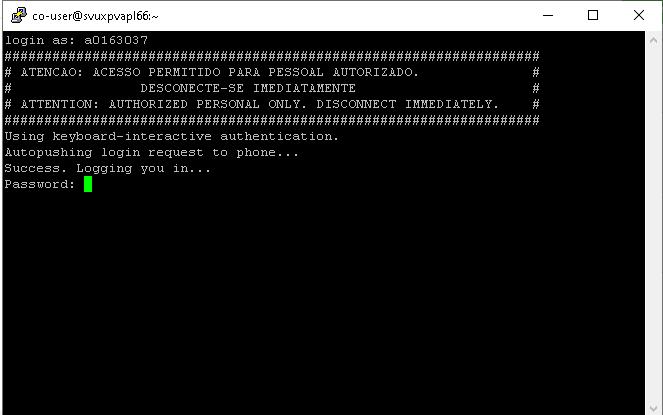 co-user@svuxpvapl66:~
login as: a0163037
###################################################################
# ATENCAO: ACESSO PERMITIDO PARA PESSOAL AUTORIZADO.              #
#                DESCONECTE-SE IMEDIATAMENTE                      #
# ATTENTION: AUTHORIZED PERSONAL ONLY. DISCONNECT IMMEDIATELY.    #
###################################################################
Using keyboard-interactive authentication.
Autopushing login request to phone...
Success. Logging you in...
Password: